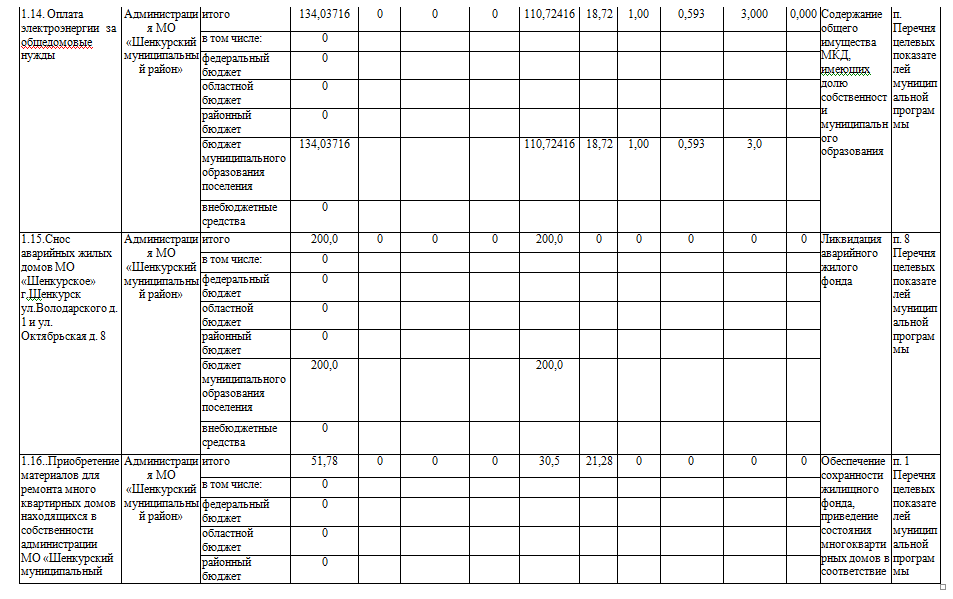 1.14. Оплата электроэнергии за общедомовые нужды
Администрация МО «Шенкурский муниципальный район»
итого 134,03716 0 0 0 110,72416 18,72 1,00 0,593 3,000 0,000
в том числе: 0
федеральный бюджет 0
областной бюджет 0
районный бюджет 0
бюджет муниципального образования поселения 134,03716 110,72416 18,72 1,00 0,593 3,0
внебюджетные средства 0
Содержание общего имущества МКД, имеющих долю собственности муниципального образования
п. Перечня целевых показателей муниципальной программы
1.15.Снос аварийных жилых домов МО «Шенкурское» г,Шенкурск ул.Володарского д. 1 и ул. Октябрьская д. 8
Администрация МО «Шенкурский муниципальный район»
итого 200,0 0 0 0 200,0 0 0 0 0 0
в том числе: 0
федеральный бюджет 0
областной бюджет 0
районный бюджет 0
бюджет муниципального образования поселения 200,0 200,0
внебюджетные средства 0
Ликвидация аварийного жилого фонда
п. 8 Перечня целевых показателей муниципальной программы
1.16..Приобретение материалов для ремонта много квартирных домов находящихся в собственности администрации МО «Шенкурский муниципальный
Администрация МО «Шенкурский муниципальный район»
итого 51,78 0 0 0 30,5 21,28 0 0 0 0
в том числе: 0
федеральный бюджет 0
областной бюджет 0
районный бюджет 0
Обеспечение сохранности жилищного фонда, приведение состояния многоквартирных домов в соответствие
п. 1 Перечня целевых показателей муниципальной программы